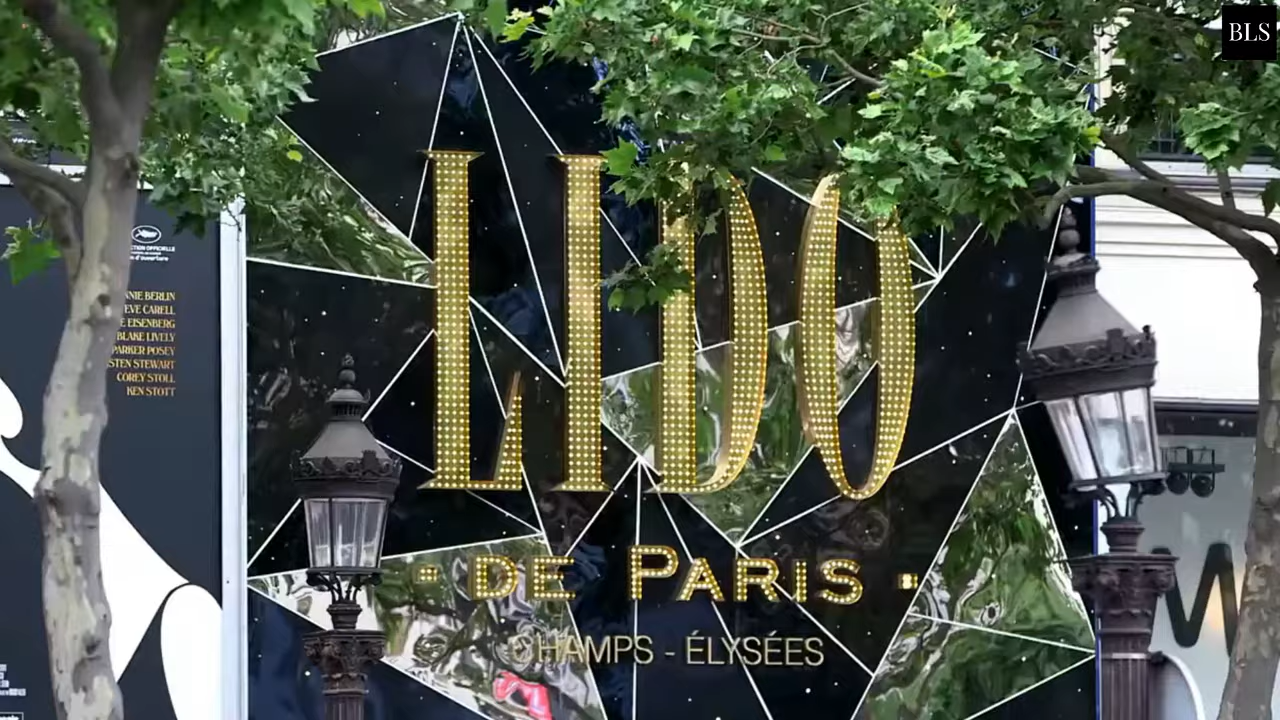 BLS
LIDO
DE PARIS
CHAMPS - ÉLYSÉES
NNIE BERLIN
EVE CARELL
E EISENBERG
BLAKE LIVELY
PARKER POSEY
STEN STEWART
COREY STOLL
KEN STOTT
W